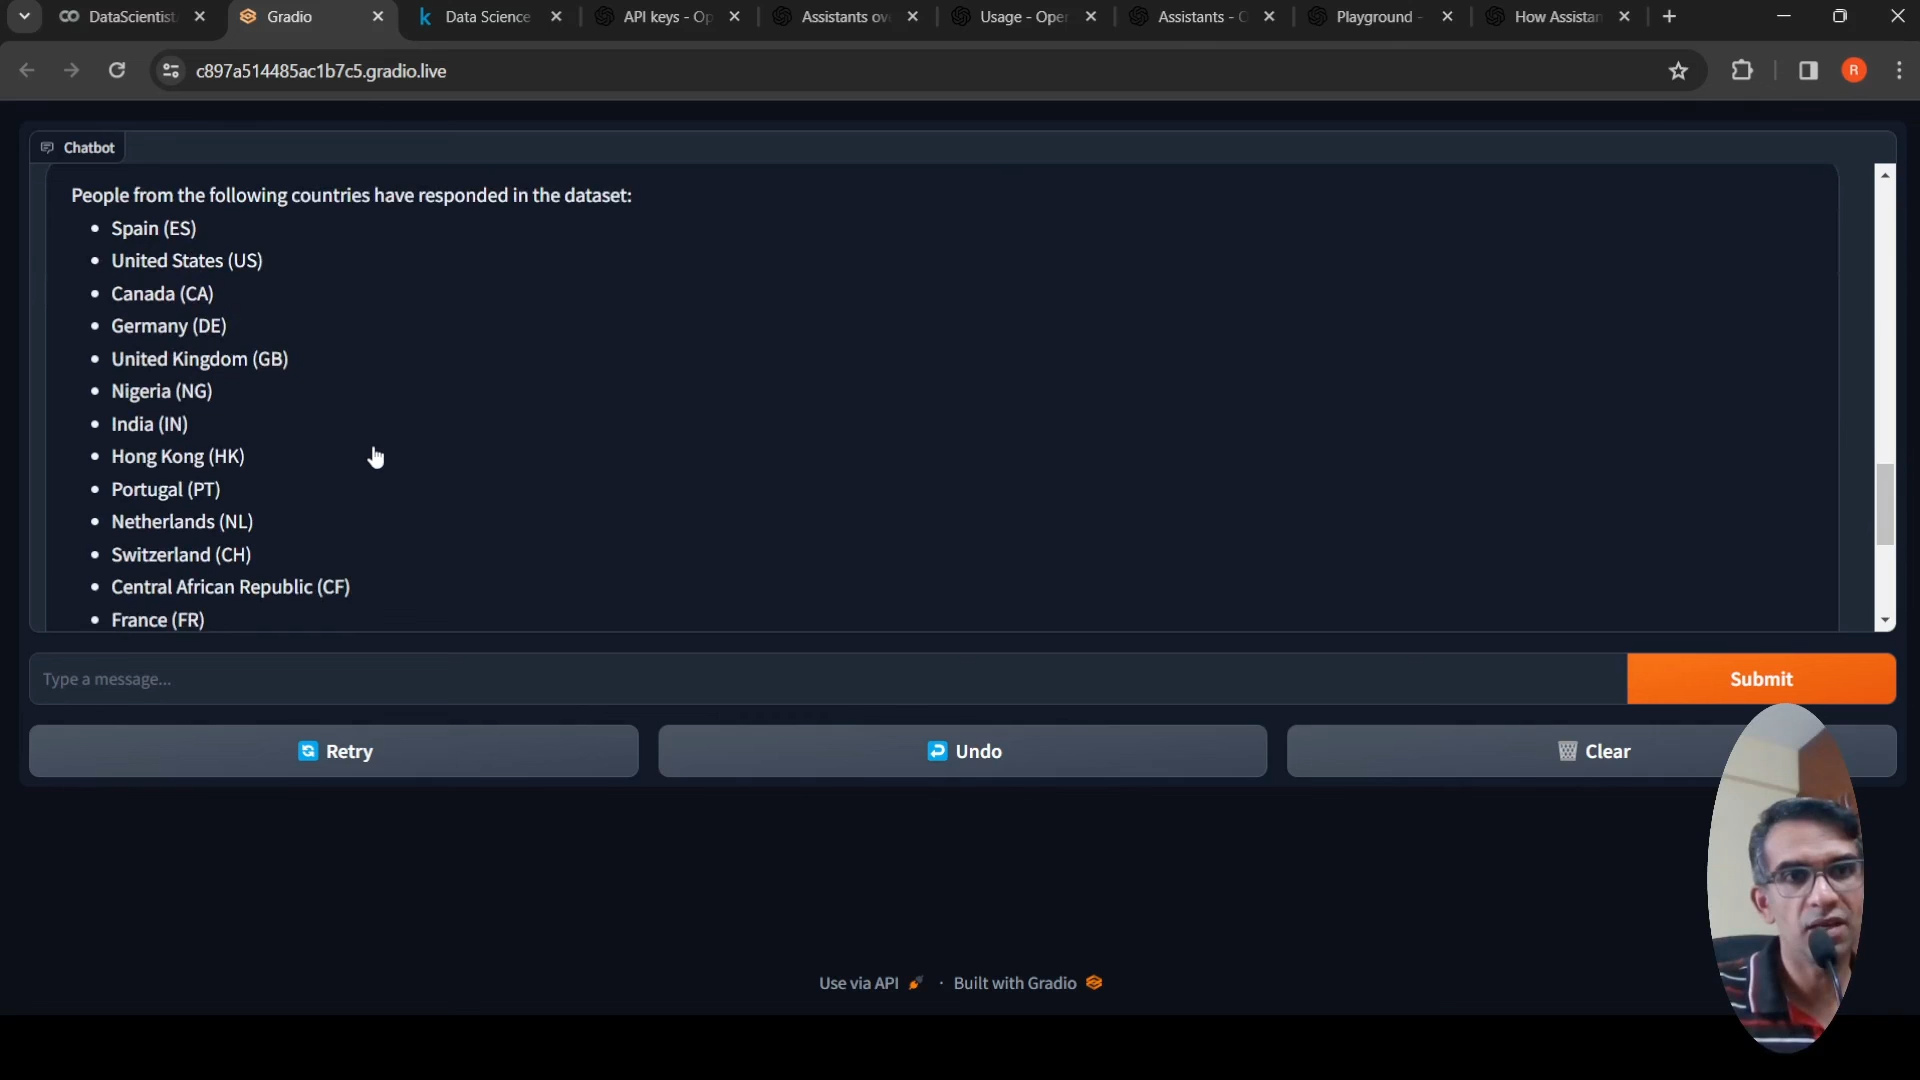 DataScientist
Gradio
Data Science
API keys - Op
Assistants ov
Usage - Oper
Assistants - O
Playground -
How Assistan
c897a514485ac1b7c5.gradio.live
R
Chatbot
People from the following countries have responded in the dataset:
• Spain (ES)
• United States (US)
• Canada (CA)
• Germany (DE)
• United Kingdom (GB)
• Nigeria (NG)
• India (IN)
• Hong Kong (HK)
• Portugal (PT)
• Netherlands (NL)
• Switzerland (CH)
• Central African Republic (CF)
• France (FR)
Type a message...
Submit
Retry
Undo
Clear
Use via API · Built with Gradio